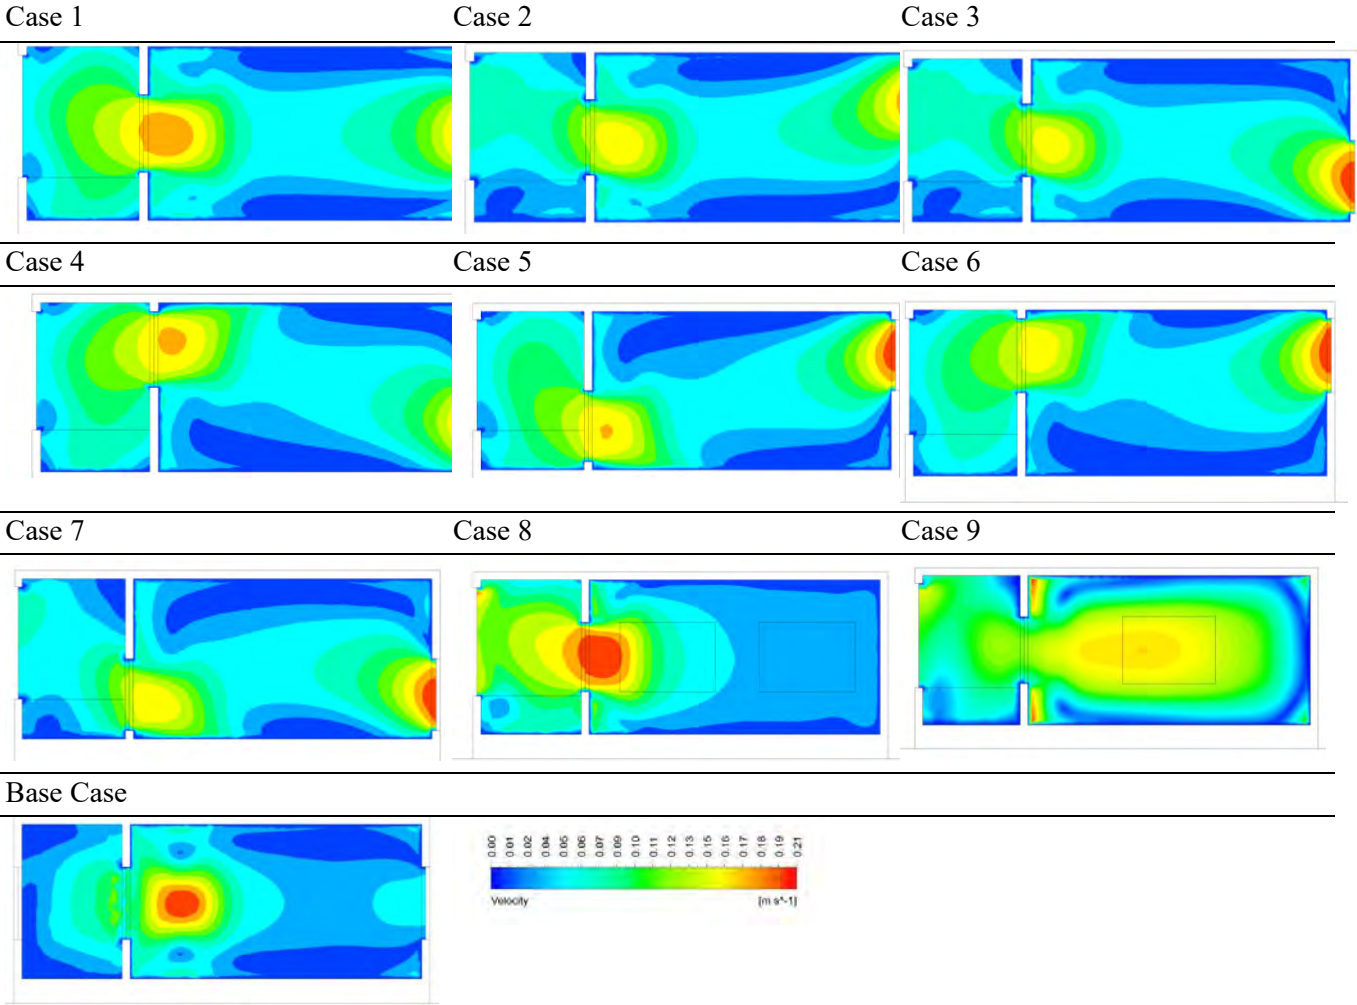 Case 1 Case 2 Case 3
Case 4 Case 5 Case 6
Case 7 Case 8 Case 9
Base Case
0.00 0.01 0.02 0.04 0.05 0.06 0.07 0.09 0.10 0.11 0.12 0.13 0.15 0.16 0.17 0.18 0.19 0.21
Velocity [m s^-1]